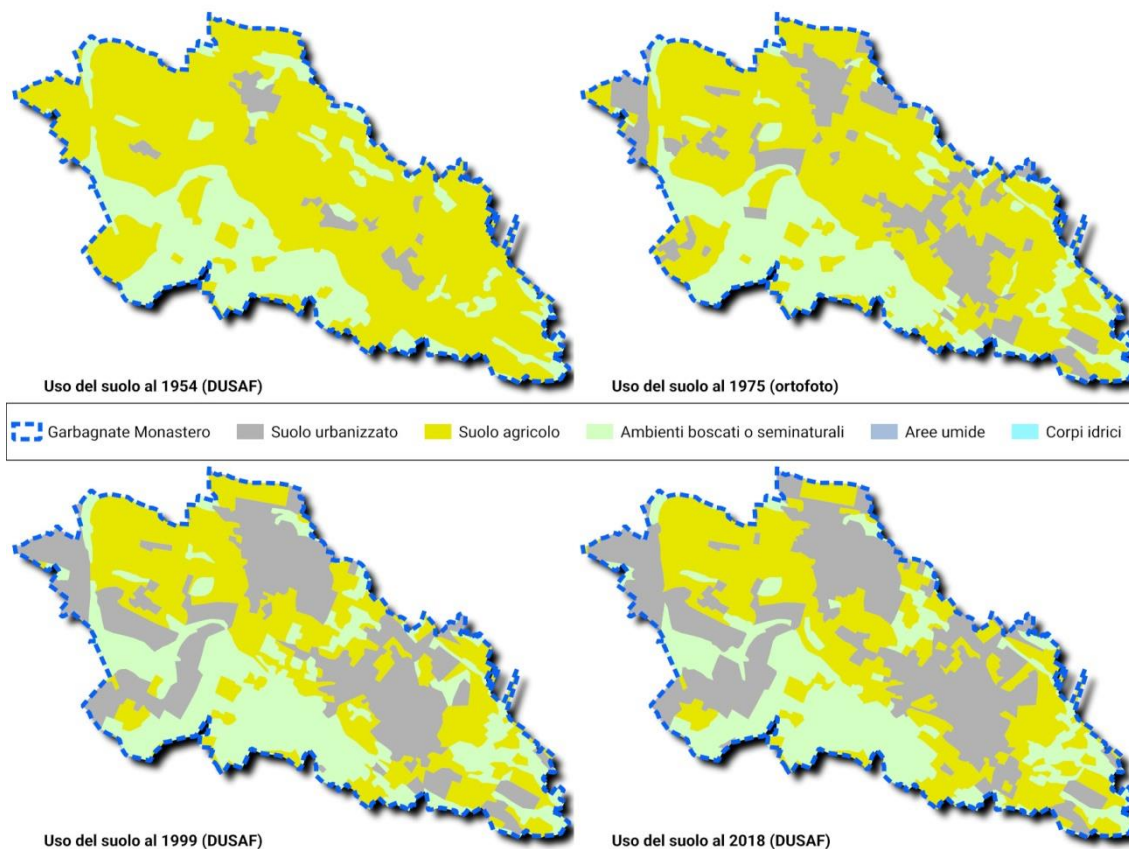 Uso del suolo al 1954 (DUSAF)
Uso del suolo al 1975 (ortofoto)
Garbagnate Monastero
Suolo urbanizzato
Suolo agricolo
Ambienti boscati o seminaturali
Aree umide
Corpi idrici
Uso del suolo al 1999 (DUSAF)
Uso del suolo al 2018 (DUSAF)